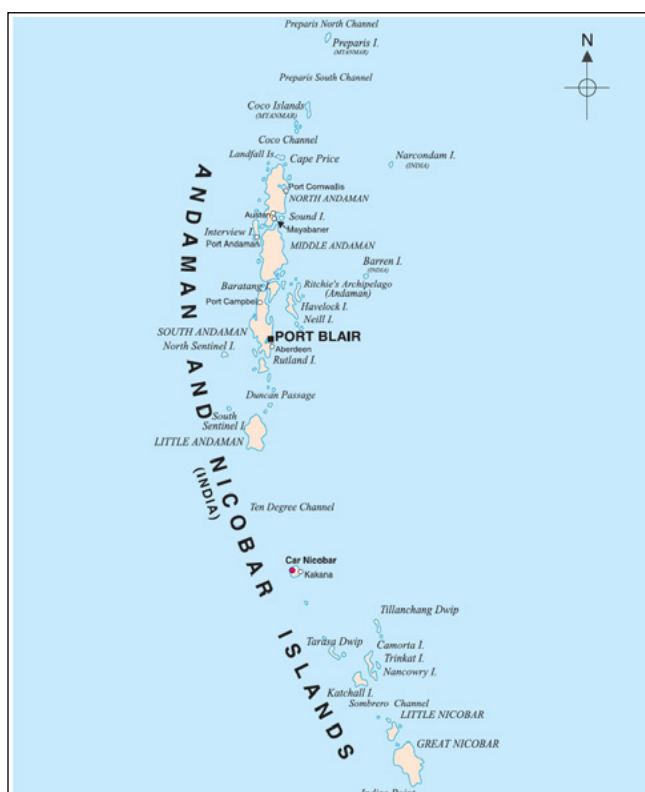 Preparis North Channel
Preparis I.
(MYANMAR)
N
Preparis South Channel
Coco Islands
(MYANMAR)
Coco Channel
Landfall Is.
Cape Price
Narcondam I.
(INDIA)
Port Cornwallis
NORTH ANDAMAN
Austen
Sound I.
Mayabaner
Interview I.
Port Andaman
MIDDLE ANDAMAN
Barren I.
(INDIA)
Baratang
Ritchie's Archipelago
(Andaman)
Port Campbel
Havelock I.
Neill I.
SOUTH ANDAMAN
PORT BLAIR
North Sentinel I.
Aberdeen
Rutland I.
Duncan Passage
South
Sentinel I
LITTLE ANDAMAN
ANDAMAN AND NICOBAR ISLANDS
(INDIA)
Ten Degree Channel
Car Nicobar
Kakana
Tillanchang Dwip
Tarasa Dwip
Camorta I.
Trinkat I.
Nancowry I.
Katchall I.
Sombrero Channel
LITTLE NICOBAR
GREAT NICOBAR